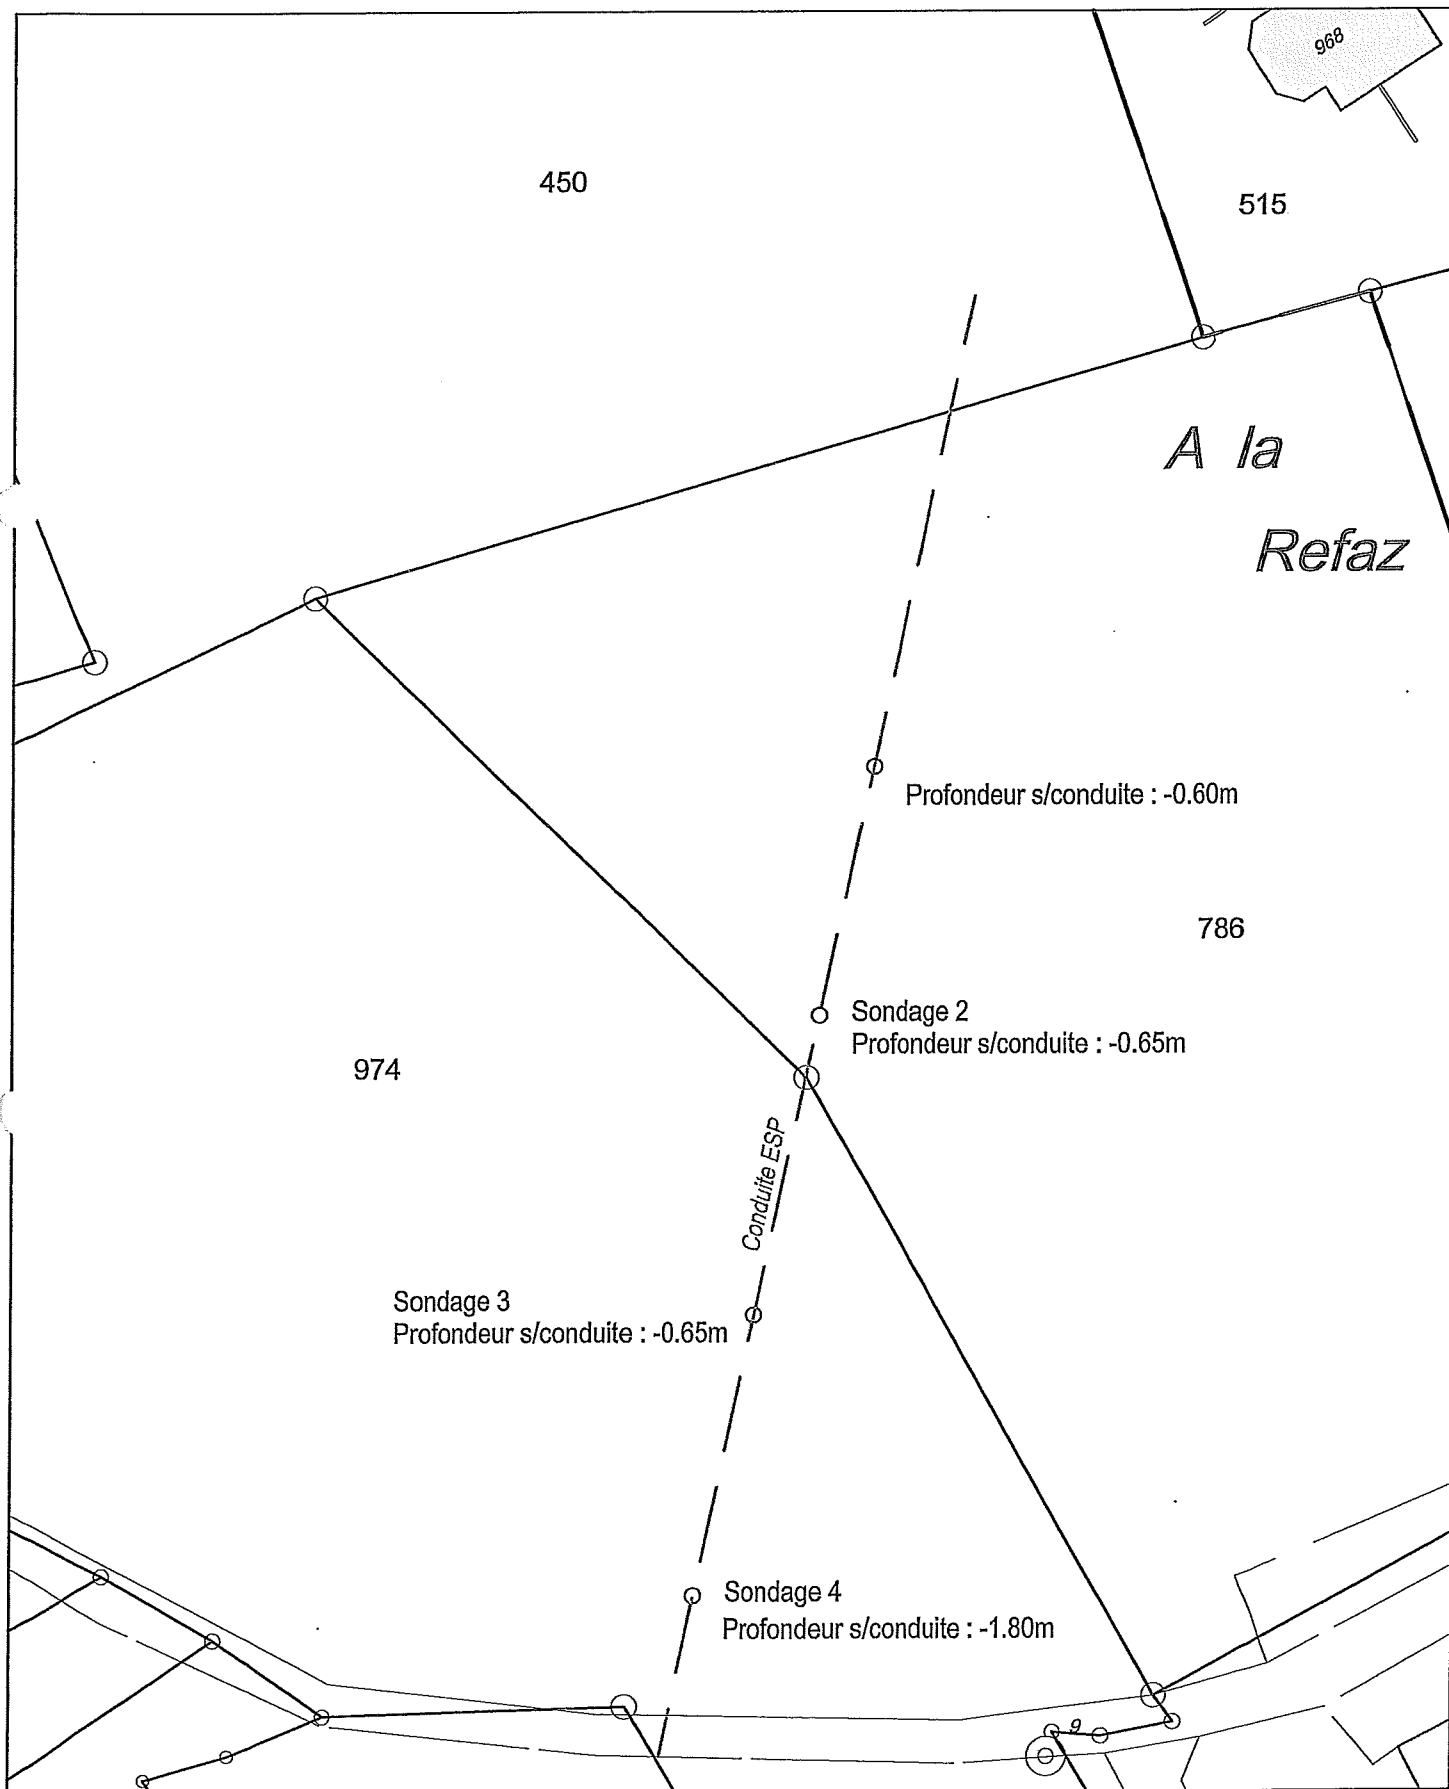 968
450
515
A la
Refaz
Profondeur s/conduite : -0.60m
786
Sondage 2
Profondeur s/conduite : -0.65m
974
Conduite ESP
Sondage 3
Profondeur s/conduite : -0.65m
Sondage 4
Profondeur s/conduite : -1.80m
9